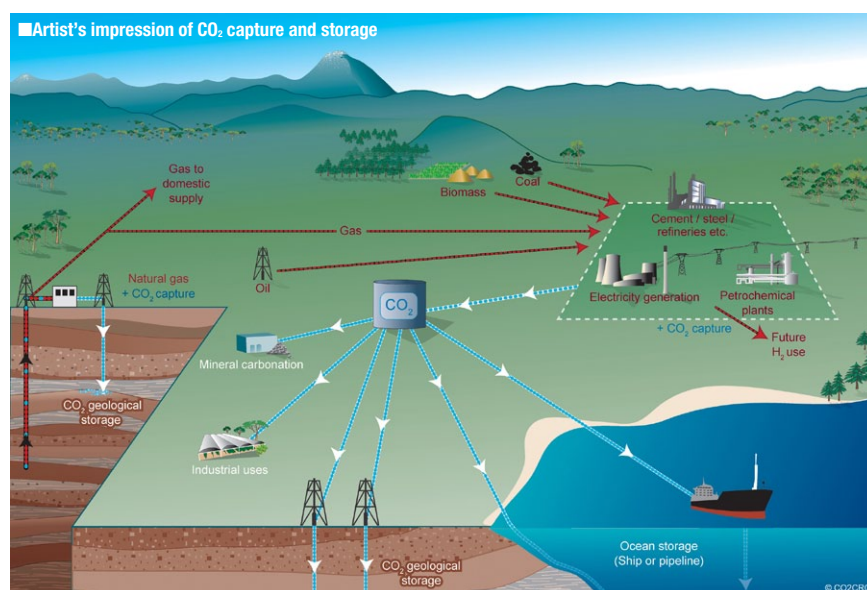 ■Artist's impression of CO₂ capture and storage
Gas to
domestic
supply
Biomass
Coal
Cement / steel /
refineries etc.
Gas
Oil
Natural gas
+ CO₂ capture
CO₂
Electricity generation
Petrochemical
plants
+ CO₂ capture
Future
H₂ use
Mineral carbonation
CO₂ geological
storage
Industrial uses
CO₂ geological
storage
Ocean storage
(Ship or pipeline)